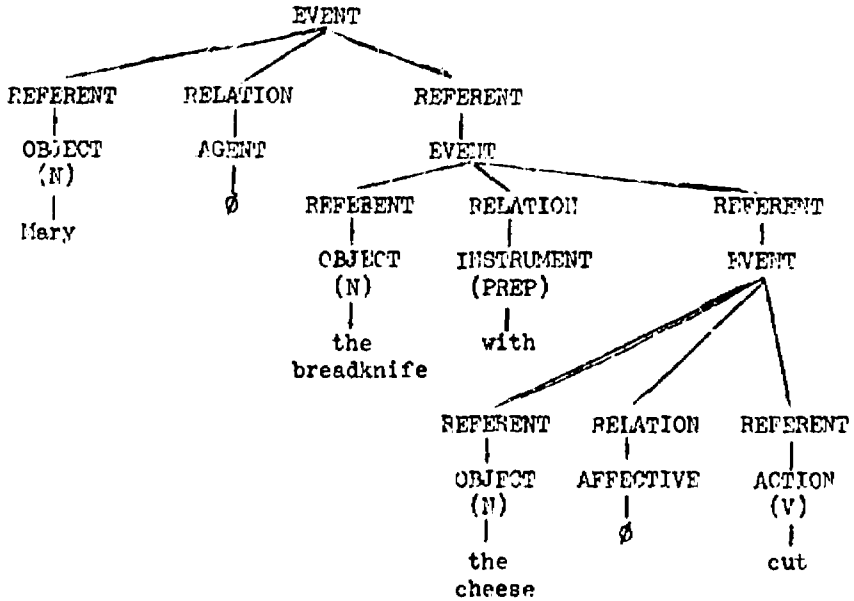 EVENT
REFERENT RELATION REFERENT
OBJECT AGENT EVENT
(N) ∅
Mary
REFERENT RELATION REFERENT
OBJECT INSTRUMENT EVENT
(N) (PREP)
the with
breadknife
REFERENT RELATION REFERENT
OBJECT AFFECTIVE ACTION
(N) (V)
∅
the cut
cheese